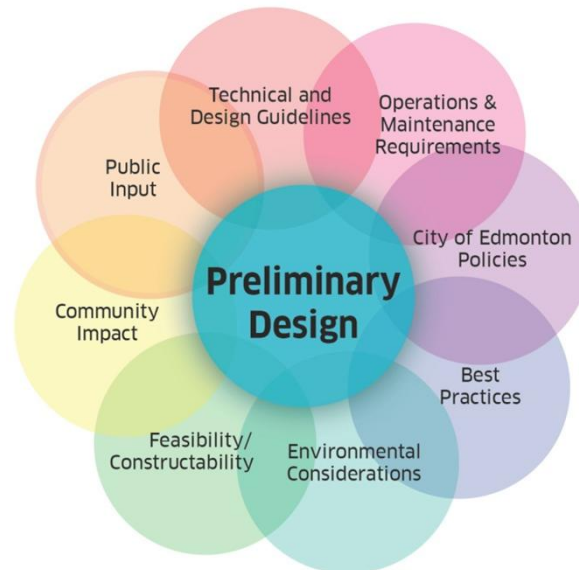 Technical and
Design Guidelines
Operations &
Maintenance
Requirements
City of Edmonton
Policies
Best
Practices
Environmental
Considerations
Feasibility/
Constructability
Community
Impact
Public
Input
Preliminary
Design